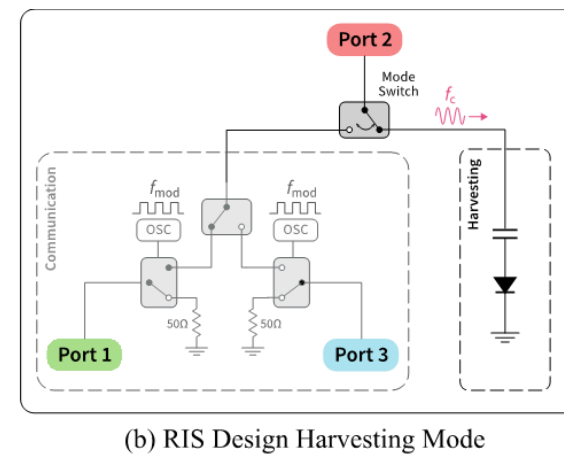 Port 2
Mode
Switch
f_c
Communication
f_mod
f_mod
OSC
OSC
50Ω
50Ω
Port 1
Port 3
Harvesting
(b) RIS Design Harvesting Mode